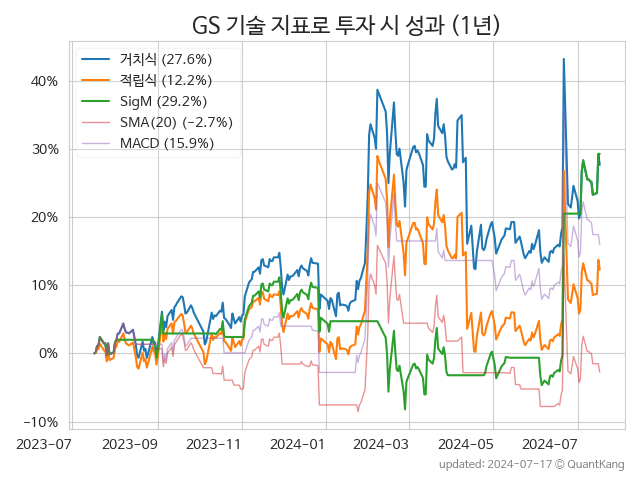 GS 기술 지표로 투자 시 성과 (1년)
거치식 (27.6%)
적립식 (12.2%)
SigM (29.2%)
SMA(20) (−2.7%)
MACD (15.9%)
40%
30%
20%
10%
0%
−10%
2023-07 2023-09 2023-11 2024-01 2024-03 2024-05 2024-07
updated: 2024-07-17 © QuantKang